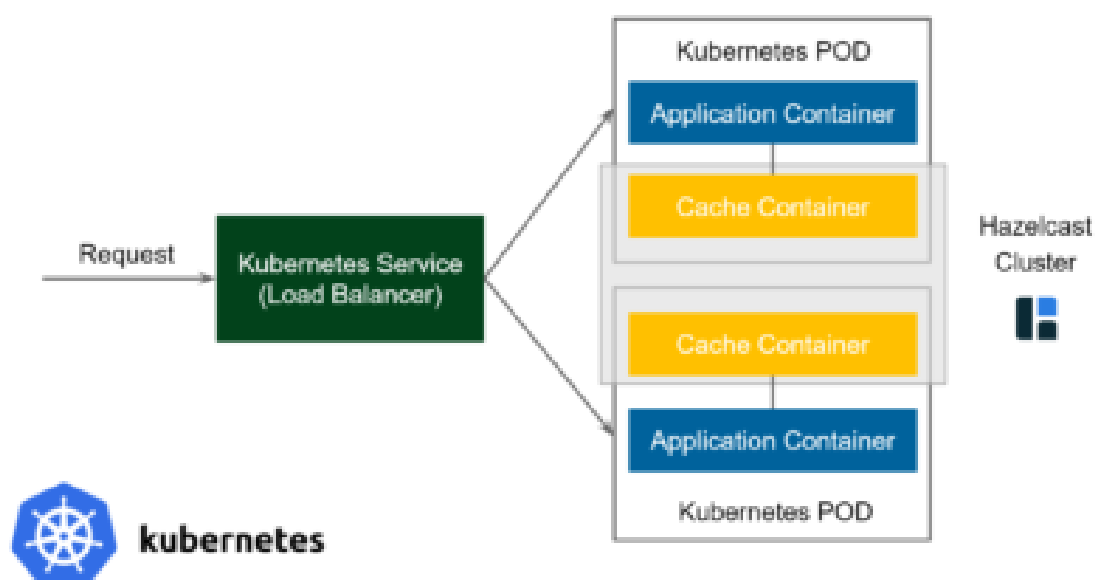 Kubernetes POD
Application Container
Cache Container
Request
Kubernetes Service
(Load Balancer)
Hazelcast
Cluster
Cache Container
Application Container
Kubernetes POD
kubernetes